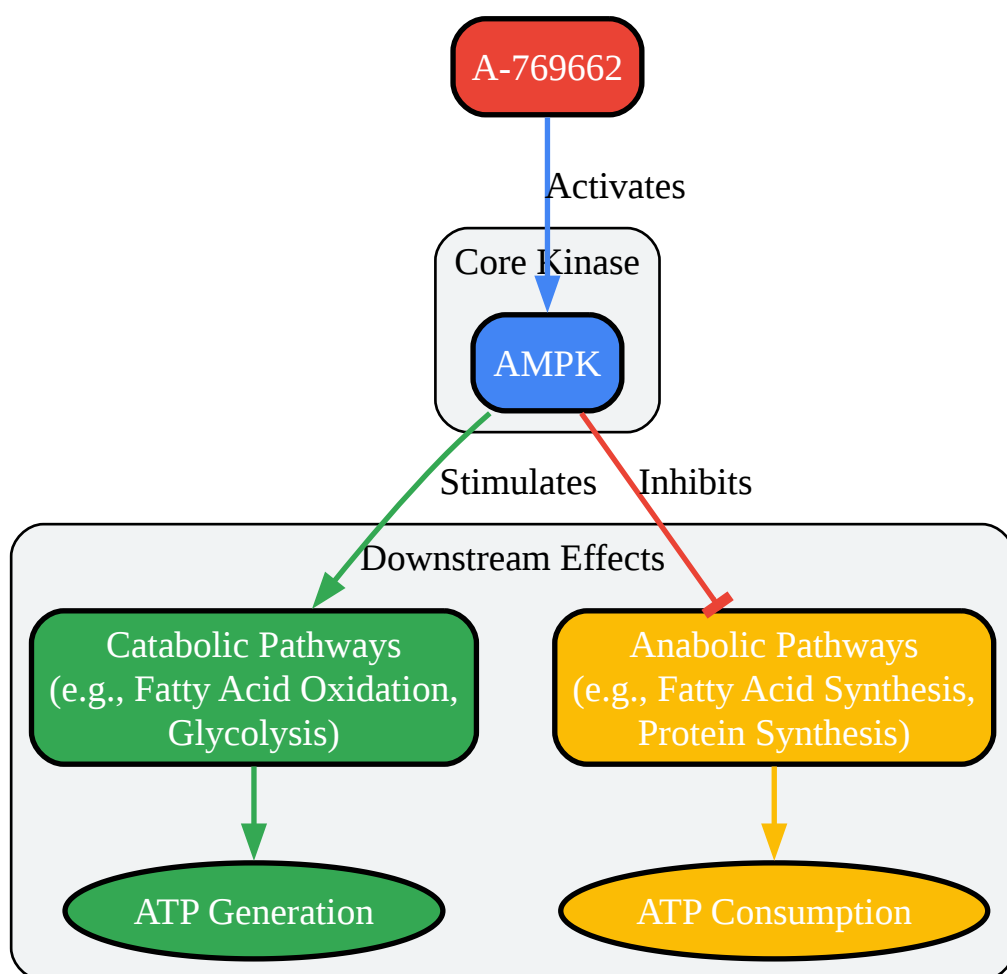 A-769662
Activates
Core Kinase
AMPK
Stimulates
Inhibits
Downstream Effects
Catabolic Pathways
(e.g., Fatty Acid Oxidation,
Glycolysis)
Anabolic Pathways
(e.g., Fatty Acid Synthesis,
Protein Synthesis)
ATP Generation
ATP Consumption